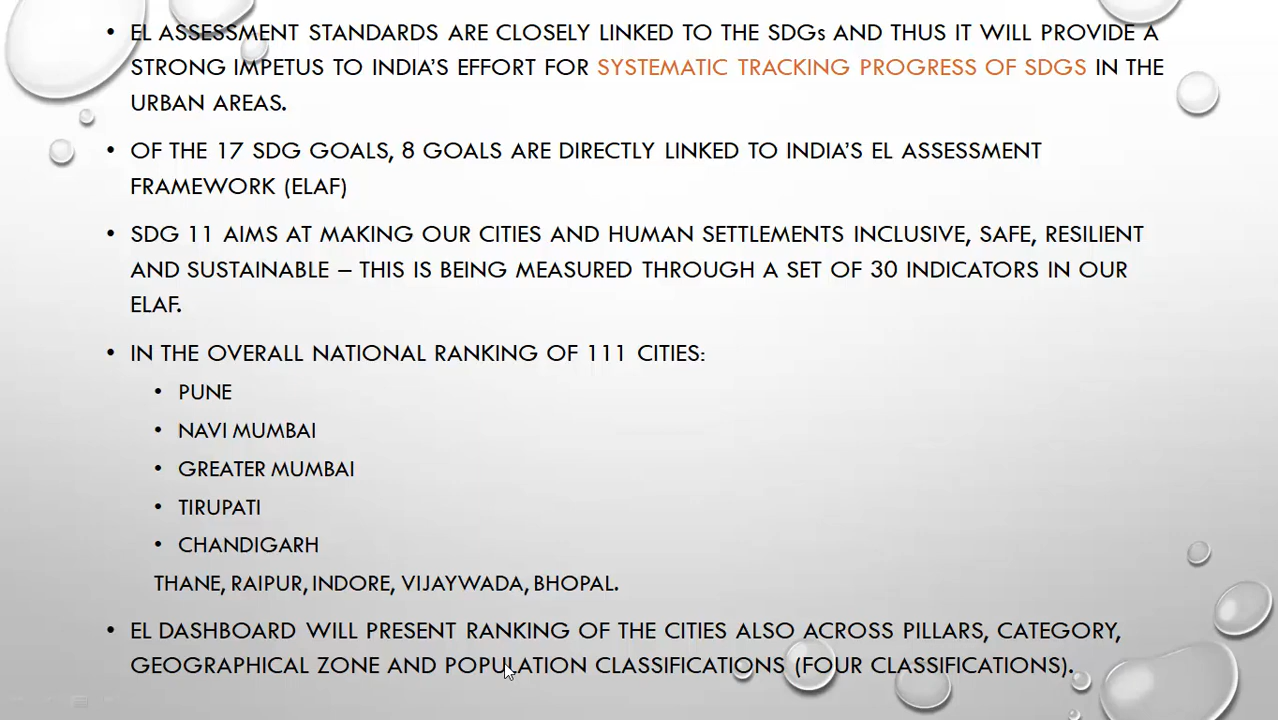 • EL ASSESSMENT STANDARDS ARE CLOSELY LINKED TO THE SDGs AND THUS IT WILL PROVIDE A
STRONG IMPETUS TO INDIA'S EFFORT FOR SYSTEMATIC TRACKING PROGRESS OF SDGS IN THE
URBAN AREAS.
• OF THE 17 SDG GOALS, 8 GOALS ARE DIRECTLY LINKED TO INDIA'S EL ASSESSMENT
FRAMEWORK (ELAF)
• SDG 11 AIMS AT MAKING OUR CITIES AND HUMAN SETTLEMENTS INCLUSIVE, SAFE, RESILIENT
AND SUSTAINABLE – THIS IS BEING MEASURED THROUGH A SET OF 30 INDICATORS IN OUR
ELAF.
• IN THE OVERALL NATIONAL RANKING OF 111 CITIES:
• PUNE
• NAVI MUMBAI
• GREATER MUMBAI
• TIRUPATI
• CHANDIGARH
THANE, RAIPUR, INDORE, VIJAYWADA, BHOPAL.
• EL DASHBOARD WILL PRESENT RANKING OF THE CITIES ALSO ACROSS PILLARS, CATEGORY,
GEOGRAPHICAL ZONE AND POPULATION CLASSIFICATIONS (FOUR CLASSIFICATIONS).